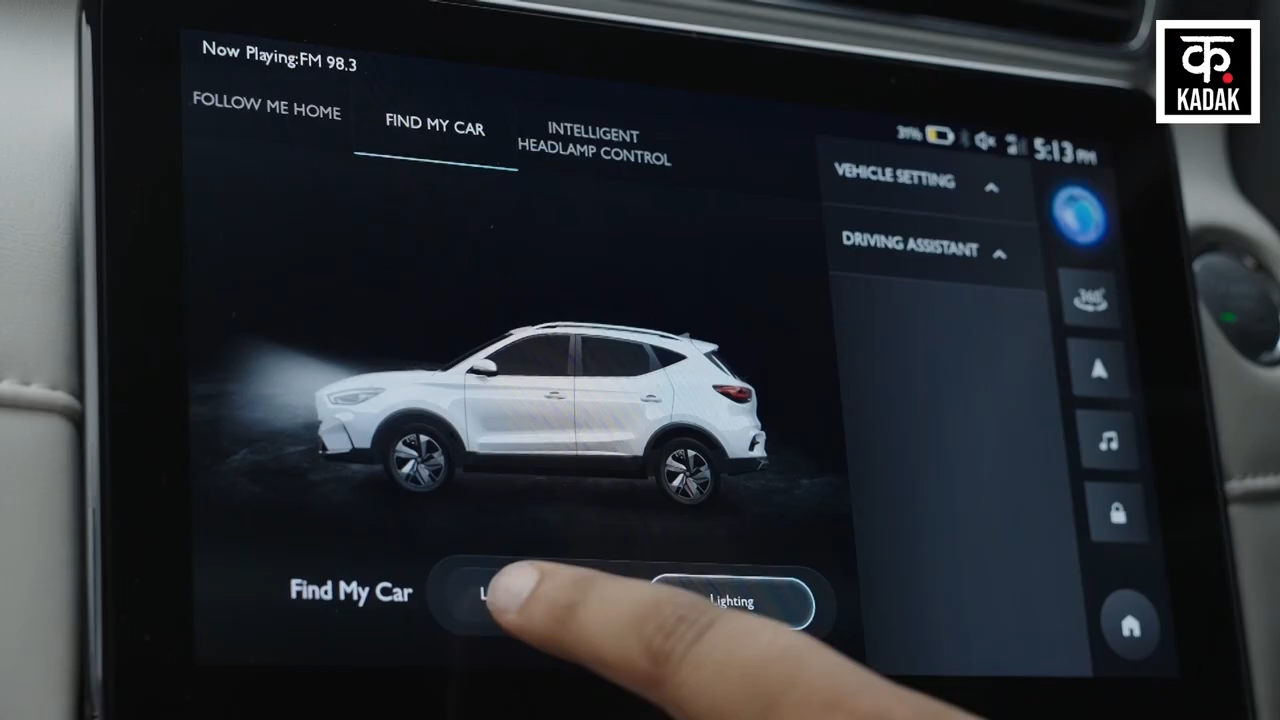 Now Playing:FM 98.3
FOLLOW ME HOME
FIND MY CAR
INTELLIGENT
HEADLAMP CONTROL
31%
5:13 PM
VEHICLE SETTING
DRIVING ASSISTANT
360°
Find My Car
Lighting
क.
KADAK